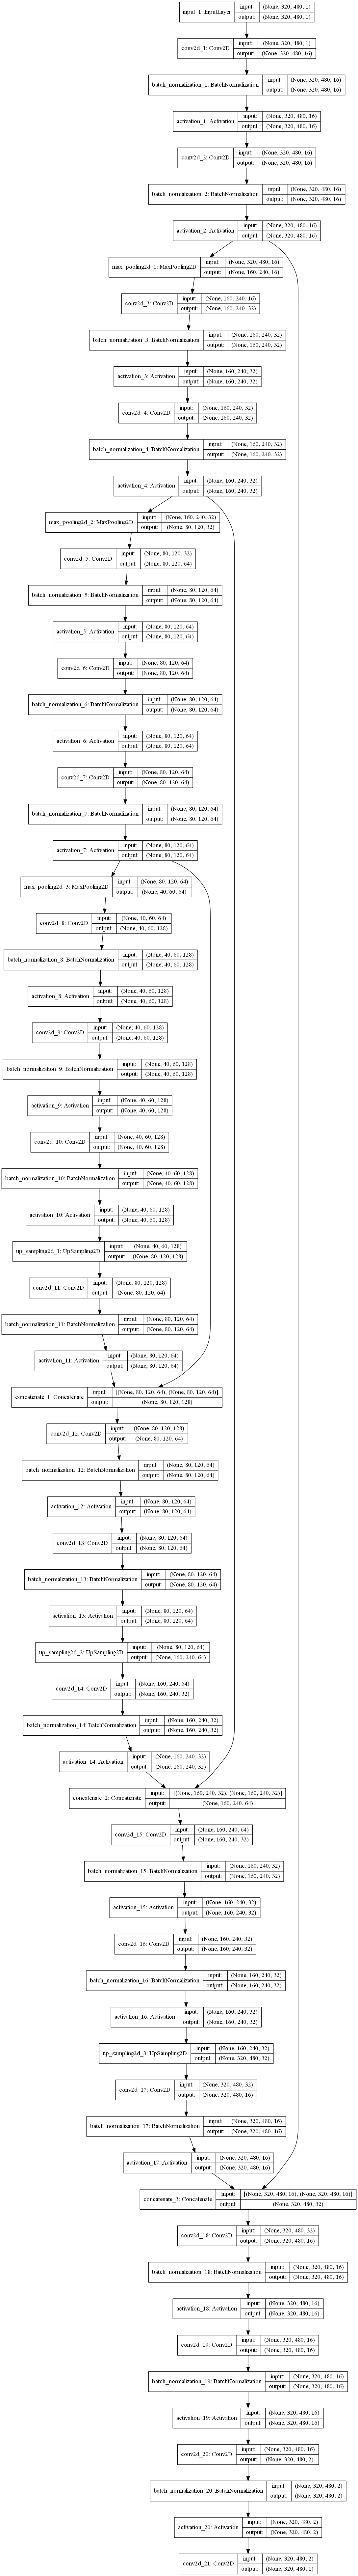 input_1: InputLayer
input: (None, 320, 480, 1)
output: (None, 320, 480, 1)
conv2d_1: Conv2D
input: (None, 320, 480, 1)
output: (None, 320, 480, 16)
batch_normalization_1: BatchNormalization
input: (None, 320, 480, 16)
output: (None, 320, 480, 16)
activation_1: Activation
input: (None, 320, 480, 16)
output: (None, 320, 480, 16)
conv2d_2: Conv2D
input: (None, 320, 480, 16)
output: (None, 320, 480, 16)
batch_normalization_2: BatchNormalization
input: (None, 320, 480, 16)
output: (None, 320, 480, 16)
activation_2: Activation
input: (None, 320, 480, 16)
output: (None, 320, 480, 16)
max_pooling2d_1: MaxPooling2D
input: (None, 320, 480, 16)
output: (None, 160, 240, 16)
conv2d_3: Conv2D
input: (None, 160, 240, 16)
output: (None, 160, 240, 32)
batch_normalization_3: BatchNormalization
input: (None, 160, 240, 32)
output: (None, 160, 240, 32)
activation_3: Activation
input: (None, 160, 240, 32)
output: (None, 160, 240, 32)
conv2d_4: Conv2D
input: (None, 160, 240, 32)
output: (None, 160, 240, 32)
batch_normalization_4: BatchNormalization
input: (None, 160, 240, 32)
output: (None, 160, 240, 32)
activation_4: Activation
input: (None, 160, 240, 32)
output: (None, 160, 240, 32)
max_pooling2d_2: MaxPooling2D
input: (None, 160, 240, 32)
output: (None, 80, 120, 32)
conv2d_5: Conv2D
input: (None, 80, 120, 32)
output: (None, 80, 120, 64)
batch_normalization_5: BatchNormalization
input: (None, 80, 120, 64)
output: (None, 80, 120, 64)
activation_5: Activation
input: (None, 80, 120, 64)
output: (None, 80, 120, 64)
conv2d_6: Conv2D
input: (None, 80, 120, 64)
output: (None, 80, 120, 64)
batch_normalization_6: BatchNormalization
input: (None, 80, 120, 64)
output: (None, 80, 120, 64)
activation_6: Activation
input: (None, 80, 120, 64)
output: (None, 80, 120, 64)
conv2d_7: Conv2D
input: (None, 80, 120, 64)
output: (None, 80, 120, 64)
batch_normalization_7: BatchNormalization
input: (None, 80, 120, 64)
output: (None, 80, 120, 64)
activation_7: Activation
input: (None, 80, 120, 64)
output: (None, 80, 120, 64)
max_pooling2d_3: MaxPooling2D
input: (None, 80, 120, 64)
output: (None, 40, 60, 64)
conv2d_8: Conv2D
input: (None, 40, 60, 64)
output: (None, 40, 60, 128)
batch_normalization_8: BatchNormalization
input: (None, 40, 60, 128)
output: (None, 40, 60, 128)
activation_8: Activation
input: (None, 40, 60, 128)
output: (None, 40, 60, 128)
conv2d_9: Conv2D
input: (None, 40, 60, 128)
output: (None, 40, 60, 128)
batch_normalization_9: BatchNormalization
input: (None, 40, 60, 128)
output: (None, 40, 60, 128)
activation_9: Activation
input: (None, 40, 60, 128)
output: (None, 40, 60, 128)
conv2d_10: Conv2D
input: (None, 40, 60, 128)
output: (None, 40, 60, 128)
batch_normalization_10: BatchNormalization
input: (None, 40, 60, 128)
output: (None, 40, 60, 128)
activation_10: Activation
input: (None, 40, 60, 128)
output: (None, 40, 60, 128)
up_sampling2d_1: UpSampling2D
input: (None, 40, 60, 128)
output: (None, 80, 120, 128)
conv2d_11: Conv2D
input: (None, 80, 120, 128)
output: (None, 80, 120, 64)
batch_normalization_11: BatchNormalization
input: (None, 80, 120, 64)
output: (None, 80, 120, 64)
activation_11: Activation
input: (None, 80, 120, 64)
output: (None, 80, 120, 64)
concatenate_1: Concatenate
input: [(None, 80, 120, 64), (None, 80, 120, 64)]
output: (None, 80, 120, 128)
conv2d_12: Conv2D
input: (None, 80, 120, 128)
output: (None, 80, 120, 64)
batch_normalization_12: BatchNormalization
input: (None, 80, 120, 64)
output: (None, 80, 120, 64)
activation_12: Activation
input: (None, 80, 120, 64)
output: (None, 80, 120, 64)
conv2d_13: Conv2D
input: (None, 80, 120, 64)
output: (None, 80, 120, 64)
batch_normalization_13: BatchNormalization
input: (None, 80, 120, 64)
output: (None, 80, 120, 64)
activation_13: Activation
input: (None, 80, 120, 64)
output: (None, 80, 120, 64)
up_sampling2d_2: UpSampling2D
input: (None, 80, 120, 64)
output: (None, 160, 240, 64)
conv2d_14: Conv2D
input: (None, 160, 240, 64)
output: (None, 160, 240, 32)
batch_normalization_14: BatchNormalization
input: (None, 160, 240, 32)
output: (None, 160, 240, 32)
activation_14: Activation
input: (None, 160, 240, 32)
output: (None, 160, 240, 32)
concatenate_2: Concatenate
input: [(None, 160, 240, 32), (None, 160, 240, 32)]
output: (None, 160, 240, 64)
conv2d_15: Conv2D
input: (None, 160, 240, 64)
output: (None, 160, 240, 32)
batch_normalization_15: BatchNormalization
input: (None, 160, 240, 32)
output: (None, 160, 240, 32)
activation_15: Activation
input: (None, 160, 240, 32)
output: (None, 160, 240, 32)
conv2d_16: Conv2D
input: (None, 160, 240, 32)
output: (None, 160, 240, 32)
batch_normalization_16: BatchNormalization
input: (None, 160, 240, 32)
output: (None, 160, 240, 32)
activation_16: Activation
input: (None, 160, 240, 32)
output: (None, 160, 240, 32)
up_sampling2d_3: UpSampling2D
input: (None, 160, 240, 32)
output: (None, 320, 480, 32)
conv2d_17: Conv2D
input: (None, 320, 480, 32)
output: (None, 320, 480, 16)
batch_normalization_17: BatchNormalization
input: (None, 320, 480, 16)
output: (None, 320, 480, 16)
activation_17: Activation
input: (None, 320, 480, 16)
output: (None, 320, 480, 16)
concatenate_3: Concatenate
input: [(None, 320, 480, 16), (None, 320, 480, 16)]
output: (None, 320, 480, 32)
conv2d_18: Conv2D
input: (None, 320, 480, 32)
output: (None, 320, 480, 16)
batch_normalization_18: BatchNormalization
input: (None, 320, 480, 16)
output: (None, 320, 480, 16)
activation_18: Activation
input: (None, 320, 480, 16)
output: (None, 320, 480, 16)
conv2d_19: Conv2D
input: (None, 320, 480, 16)
output: (None, 320, 480, 16)
batch_normalization_19: BatchNormalization
input: (None, 320, 480, 16)
output: (None, 320, 480, 16)
activation_19: Activation
input: (None, 320, 480, 16)
output: (None, 320, 480, 16)
conv2d_20: Conv2D
input: (None, 320, 480, 16)
output: (None, 320, 480, 2)
batch_normalization_20: BatchNormalization
input: (None, 320, 480, 2)
output: (None, 320, 480, 2)
activation_20: Activation
input: (None, 320, 480, 2)
output: (None, 320, 480, 2)
conv2d_21: Conv2D
input: (None, 320, 480, 2)
output: (None, 320, 480, 1)